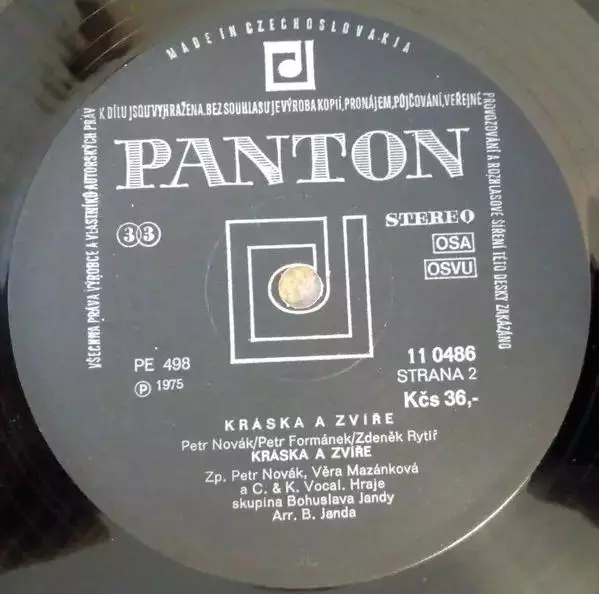 MADE IN CZECHOSLOVAKIA
VŠECHNA PRÁVA VÝROBCE A VLASTNÍKŮ AUTORSKÝCH PRÁV K DÍLU JSOU VYHRAŽENA. BEZ SOUHLASU JE VÝROBA KOPIÍ, PRONÁJEM, PŮJČOVÁNÍ, VEŘEJNÉ PROVOZOVÁNÍ A ROZHLASOVÉ ŠÍŘENÍ TÉTO DESKY ZAKÁZÁNO
PANTON
33
STEREO
OSA
OSVU
PE 498
Ⓟ 1975
11 0486
STRANA 2
Kčs 36,-
KRÁSKA A ZVÍŘE
Petr Novák/Petr Formánek/Zdeněk Rytíř
KRÁSKA A ZVÍŘE
Zp. Petr Novák, Věra Mazánková
a C. & K. Vocal. Hraje
skupina Bohuslava Jandy
Arr. B. Janda